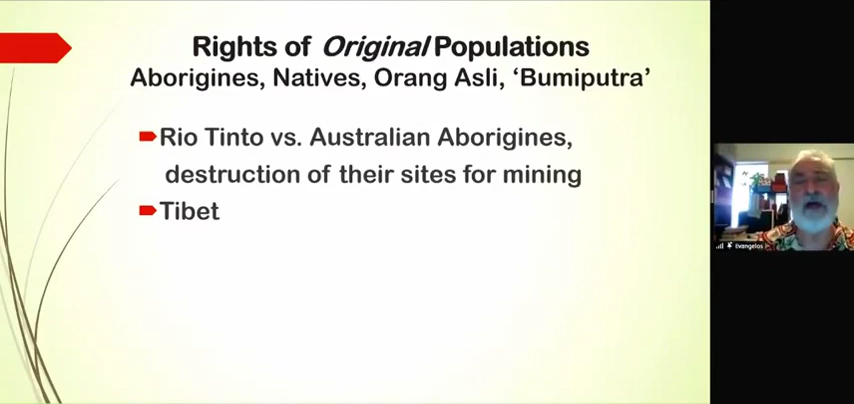 Rights of Original Populations
Aborigines, Natives, Orang Asli, ‘Bumiputra’
Rio Tinto vs. Australian Aborigines,
destruction of their sites for mining
Tibet
Evangelos